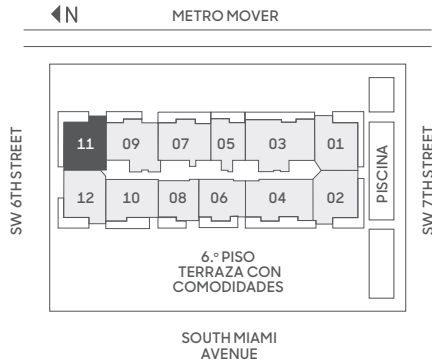 N
METRO MOVER
SW 6TH STREET
11
09
07
05
03
01
12
10
08
06
04
02
PISCINA
SW 7TH STREET
6.º PISO
TERRAZA CON
COMODIDADES
SOUTH MIAMI
AVENUE